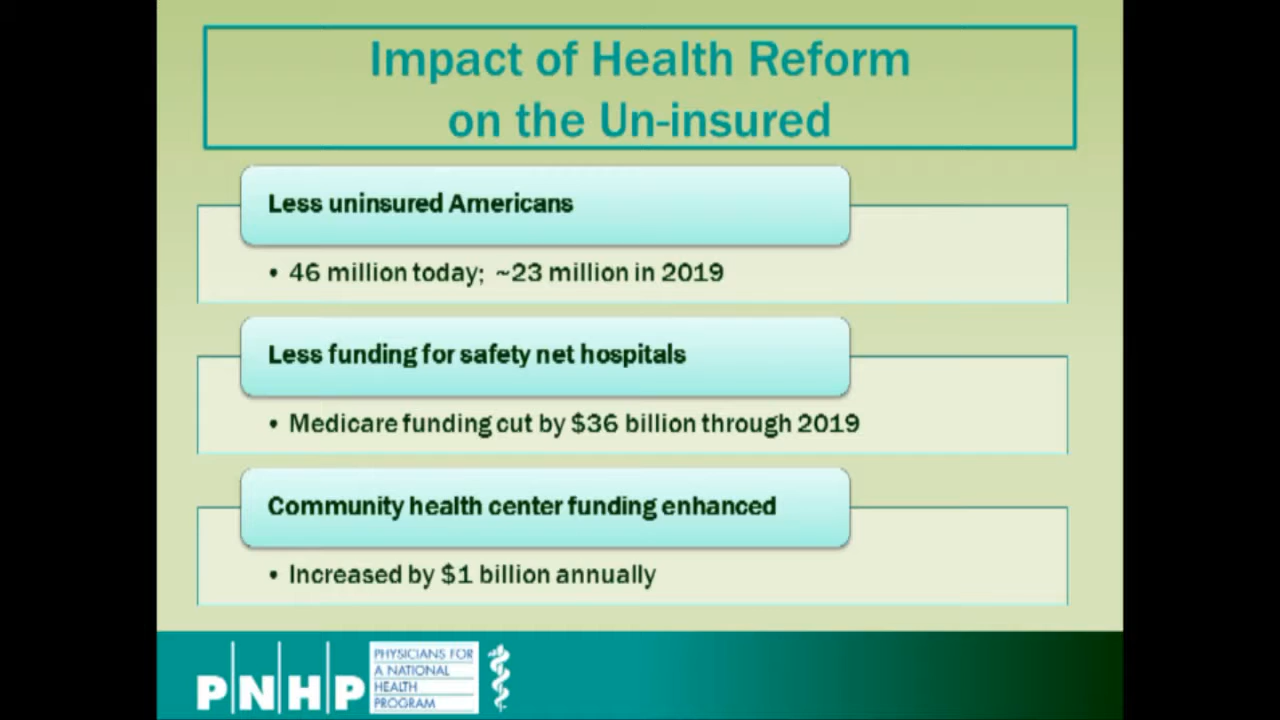 Impact of Health Reform
on the Un-insured
Less uninsured Americans
• 46 million today; ~23 million in 2019
Less funding for safety net hospitals
• Medicare funding cut by $36 billion through 2019
Community health center funding enhanced
• Increased by $1 billion annually
PNHP
PHYSICIANS FOR
A NATIONAL
HEALTH
PROGRAM